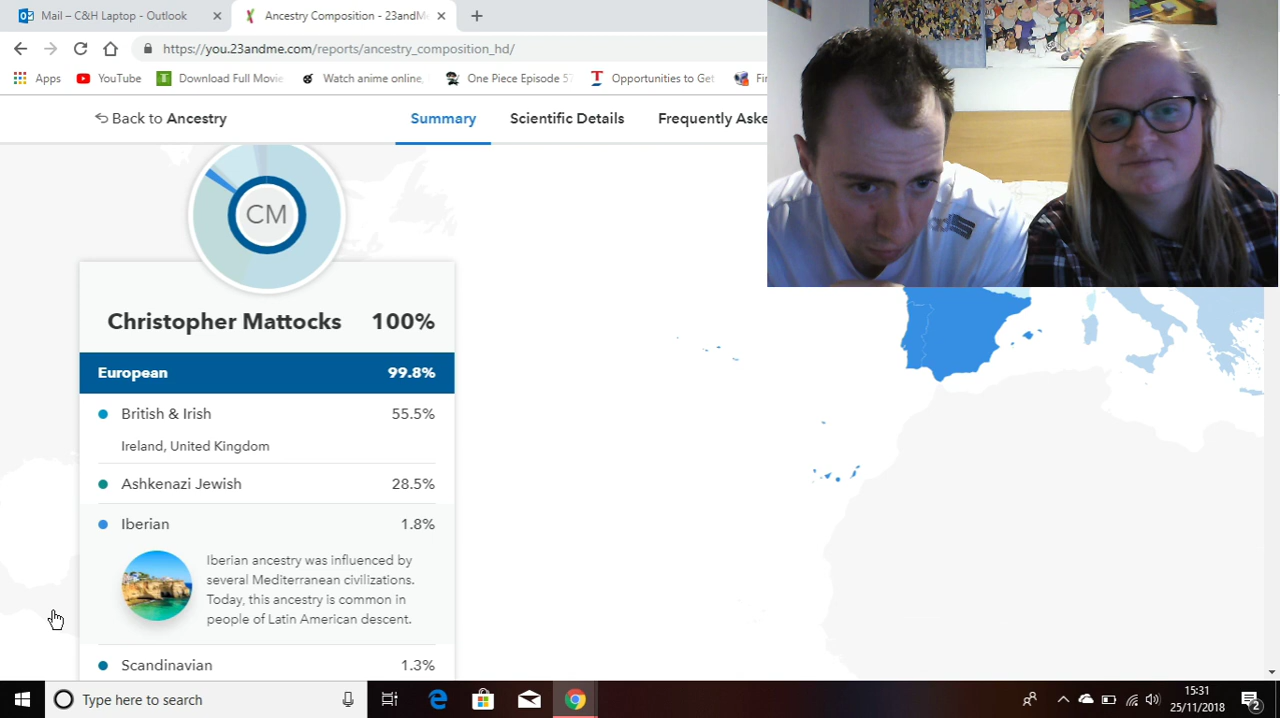 Mail – C&H Laptop - Outlook
Ancestry Composition - 23andMe
https://you.23andme.com/reports/ancestry_composition_hd/
Apps
YouTube
Download Full Movie
Watch anime online,
One Piece Episode 57
Opportunities to Get
Back to Ancestry
Summary
Scientific Details
Frequently Aske
CM
Christopher Mattocks 100%
European 99.8%
British & Irish 55.5%
Ireland, United Kingdom
Ashkenazi Jewish 28.5%
Iberian 1.8%
Iberian ancestry was influenced by
several Mediterranean civilizations.
Today, this ancestry is common in
people of Latin American descent.
Scandinavian 1.3%
Type here to search
15:31
25/11/2018
2